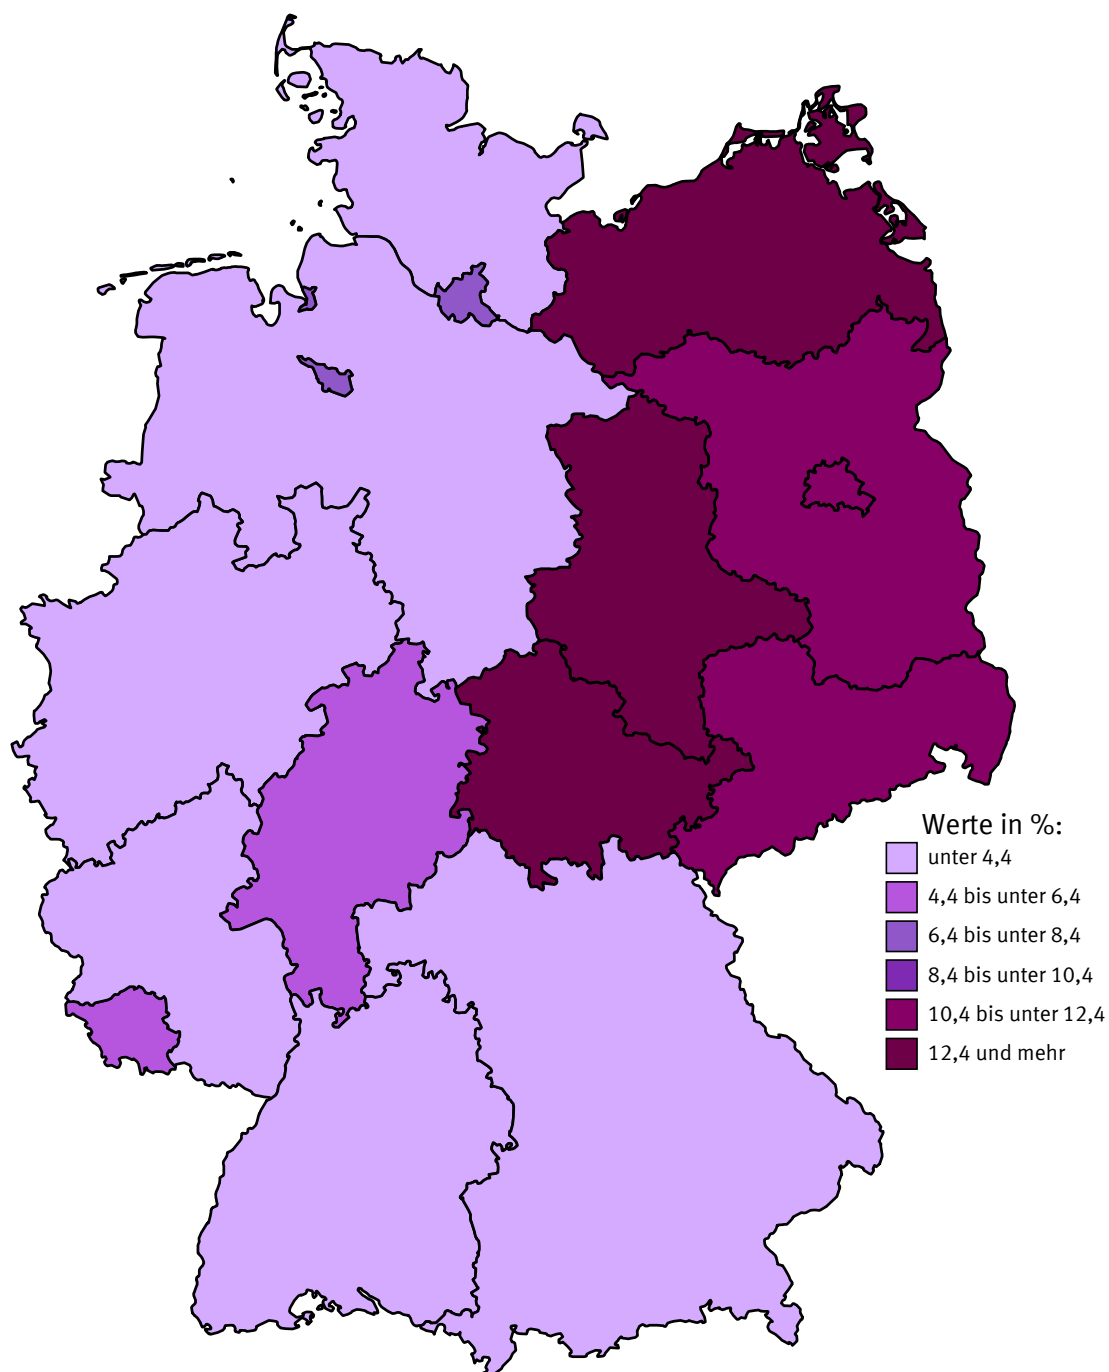 Werte in %:
unter 4,4
4,4 bis unter 6,4
6,4 bis unter 8,4
8,4 bis unter 10,4
10,4 bis unter 12,4
12,4 und mehr